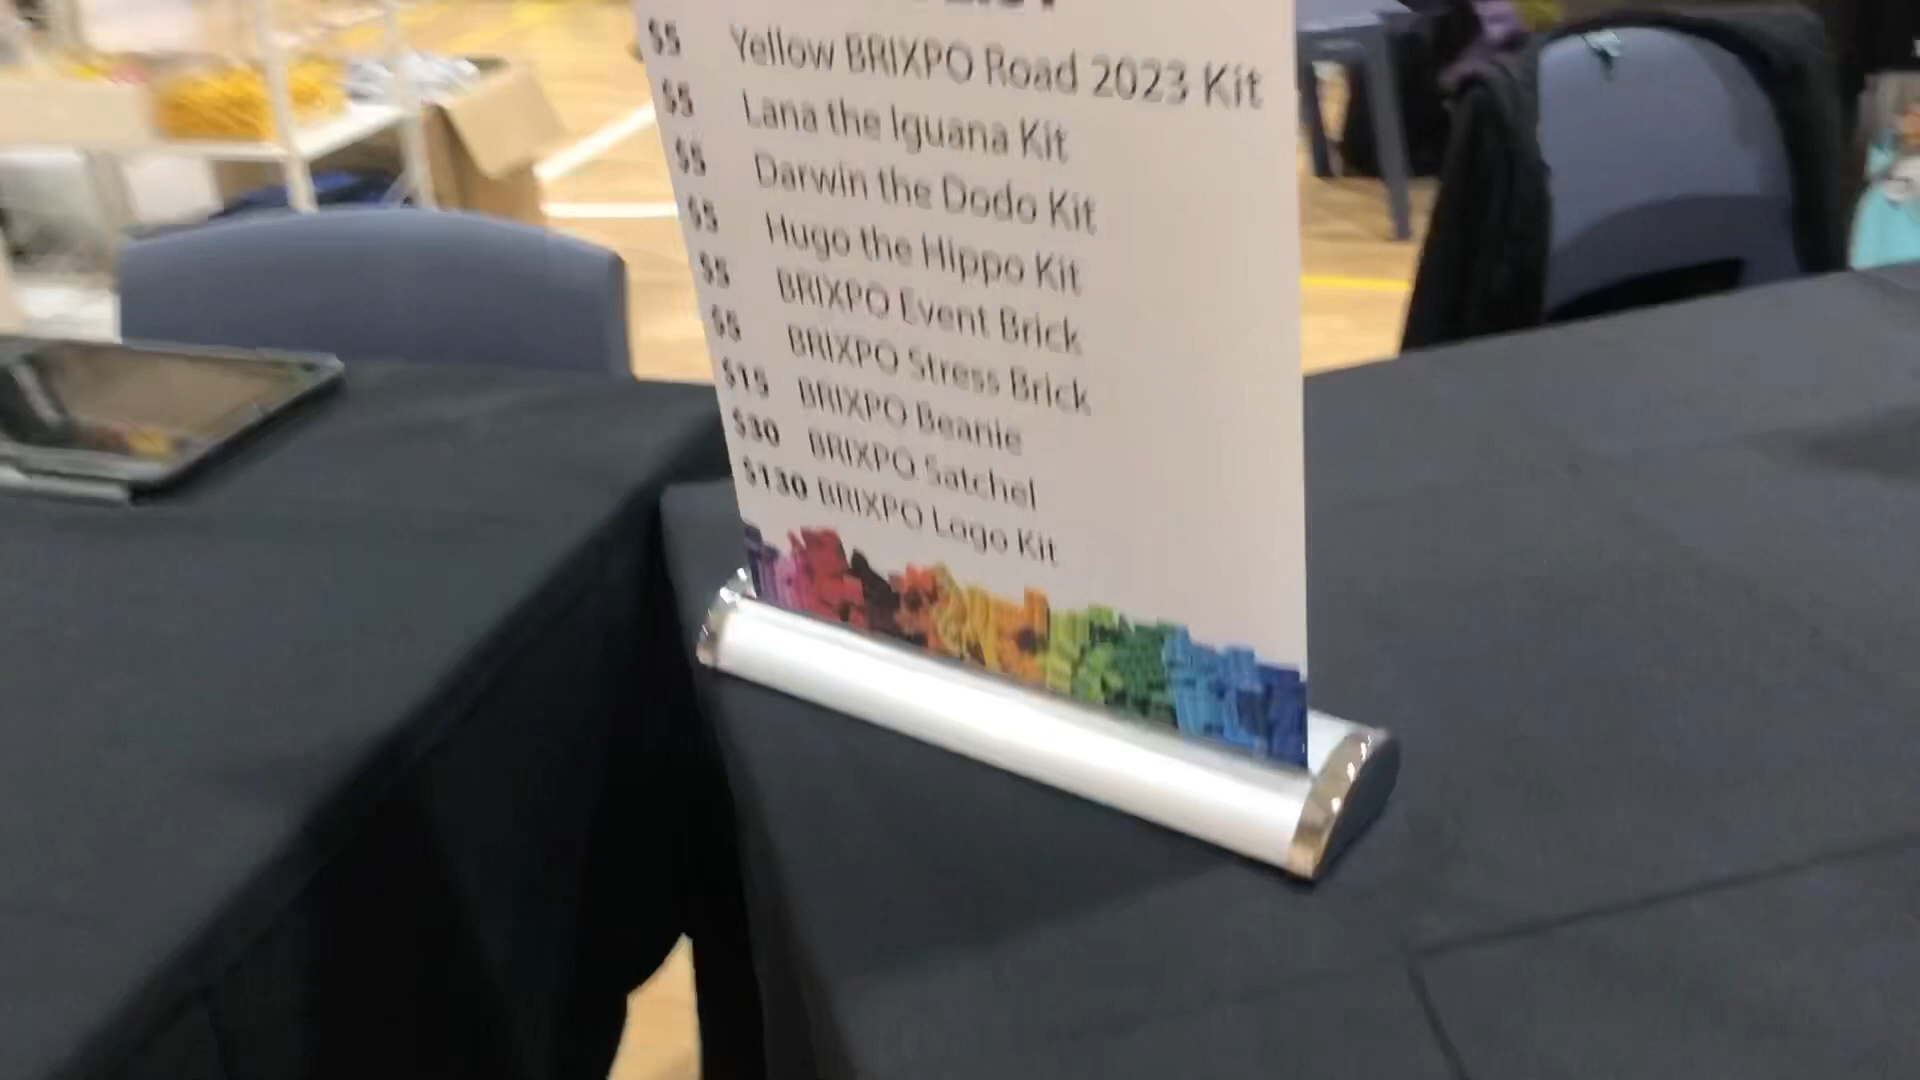 $5 Yellow BRIXPO Road 2023 Kit
$5 Lana the Iguana Kit
$5 Darwin the Dodo Kit
$5 Hugo the Hippo Kit
$5 BRIXPO Event Brick
$5 BRIXPO Stress Brick
$15 BRIXPO Beanie
$30 BRIXPO Satchel
$130 BRIXPO Logo Kit